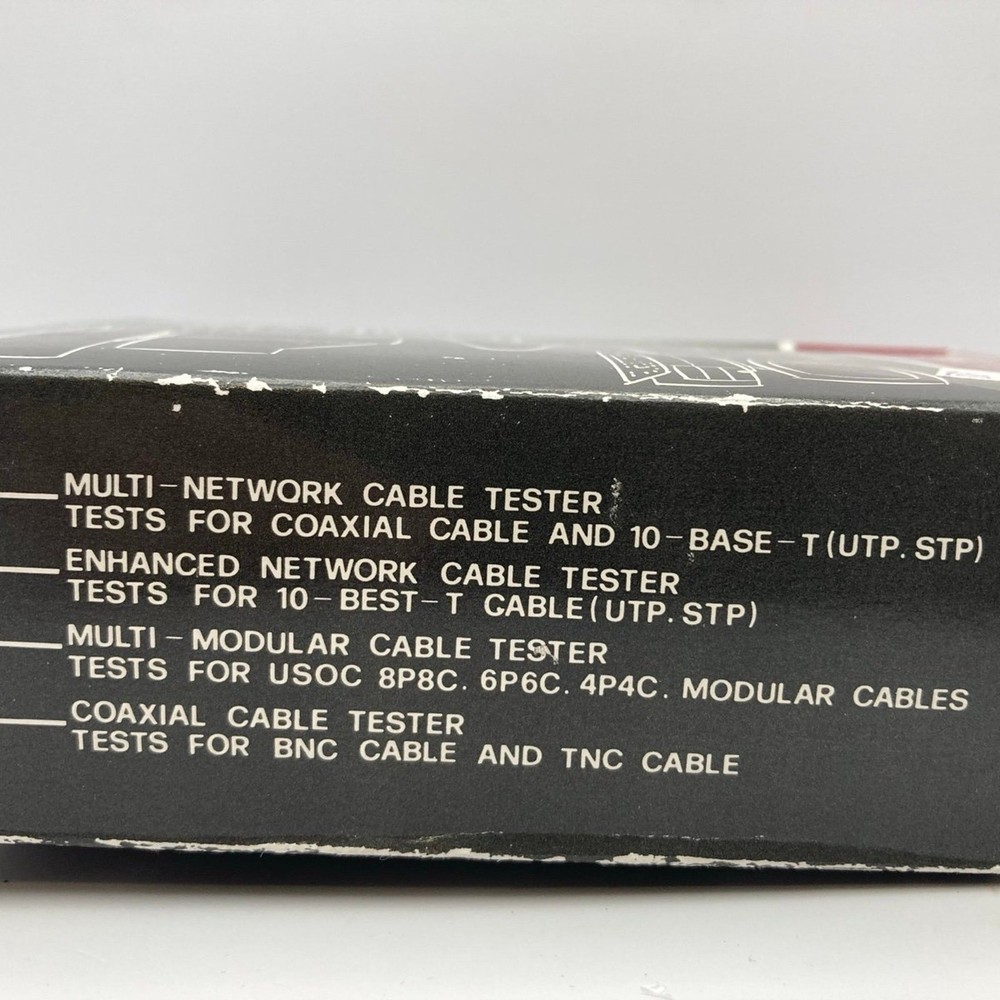 MULTI-NETWORK CABLE TESTER
TESTS FOR COAXIAL CABLE AND 10-BASE-T(UTP. STP)
ENHANCED NETWORK CABLE TESTER
TESTS FOR 10-BEST-T CABLE(UTP. STP)
MULTI-MODULAR CABLE TESTER
TESTS FOR USOC 8P8C. 6P6C. 4P4C. MODULAR CABLES
COAXIAL CABLE TESTER
TESTS FOR BNC CABLE AND TNC CABLE